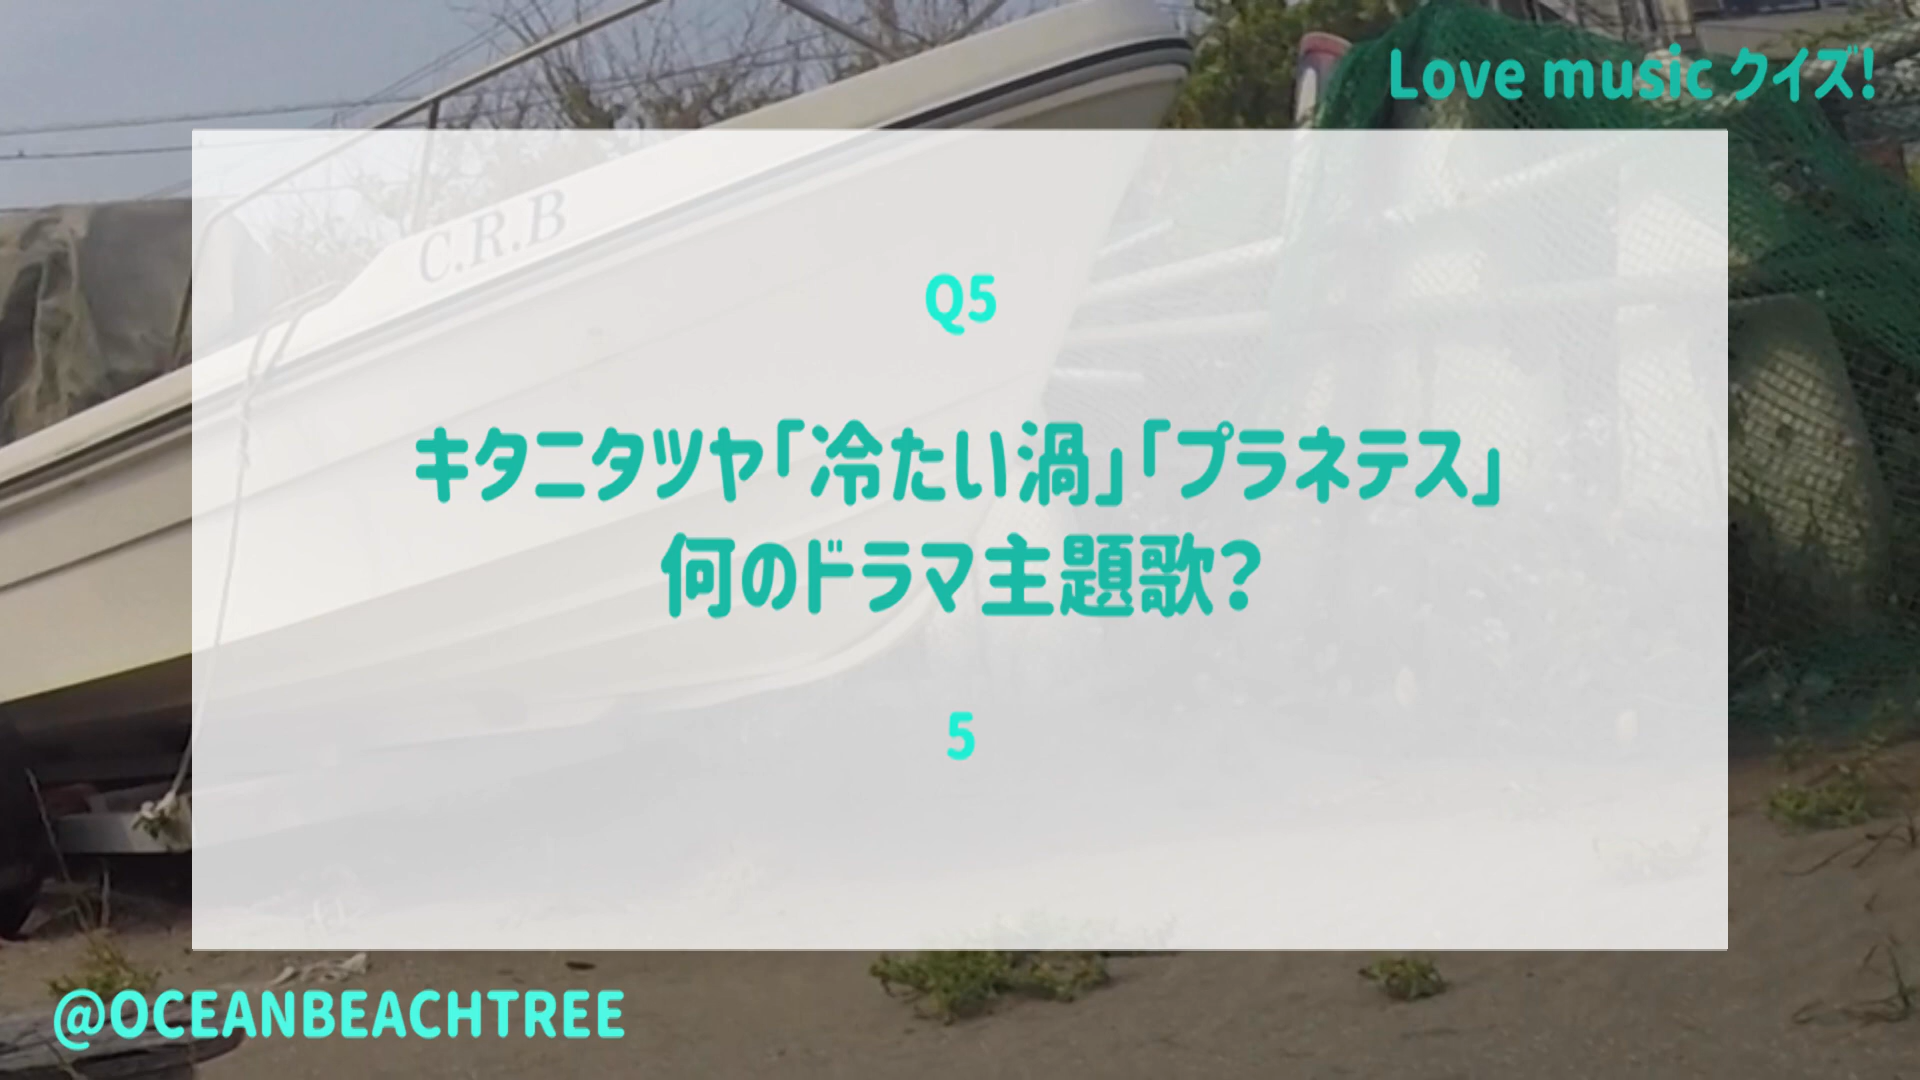 Love music クイズ!
C.R.B
Q5
キタニタツヤ「冷たい渦」「プラネテス」
何のドラマ主題歌?
5
@OCEANBEACHTREE